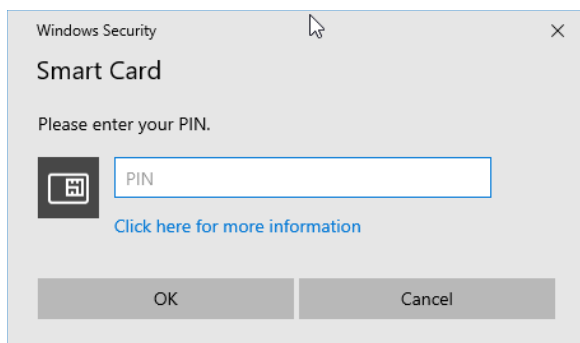 Windows Security
Smart Card
Please enter your PIN.
PIN
Click here for more information
OK
Cancel